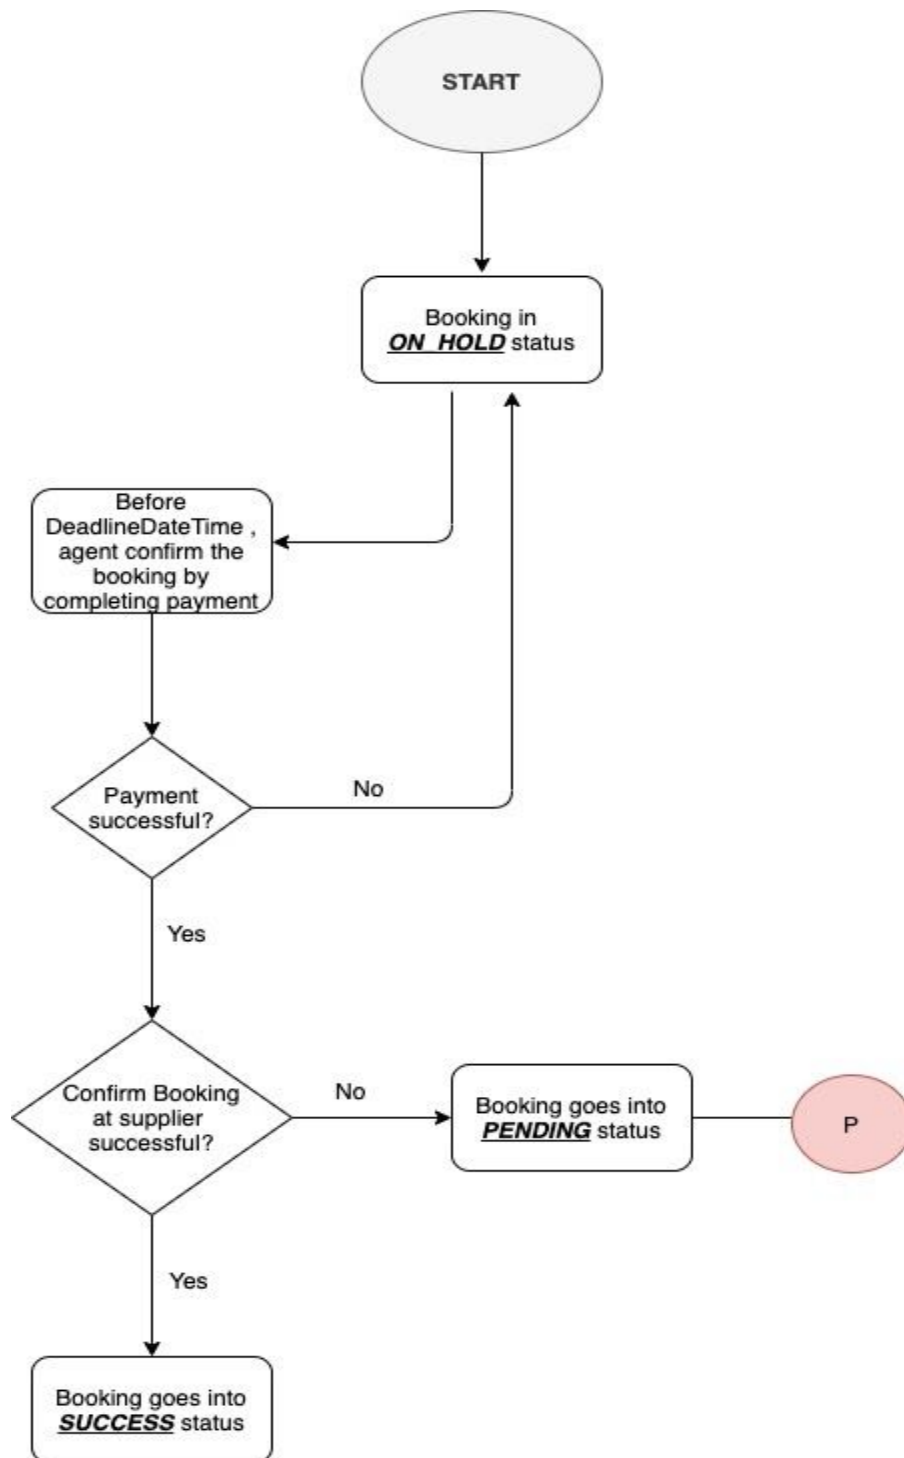 START
Booking in
ON_HOLD status
Before
DeadlineDateTime ,
agent confirm the
booking by
completing payment
Payment
successful?
No
Yes
Confirm Booking
at supplier
successful?
No
Booking goes into
PENDING status
P
Yes
Booking goes into
SUCCESS status